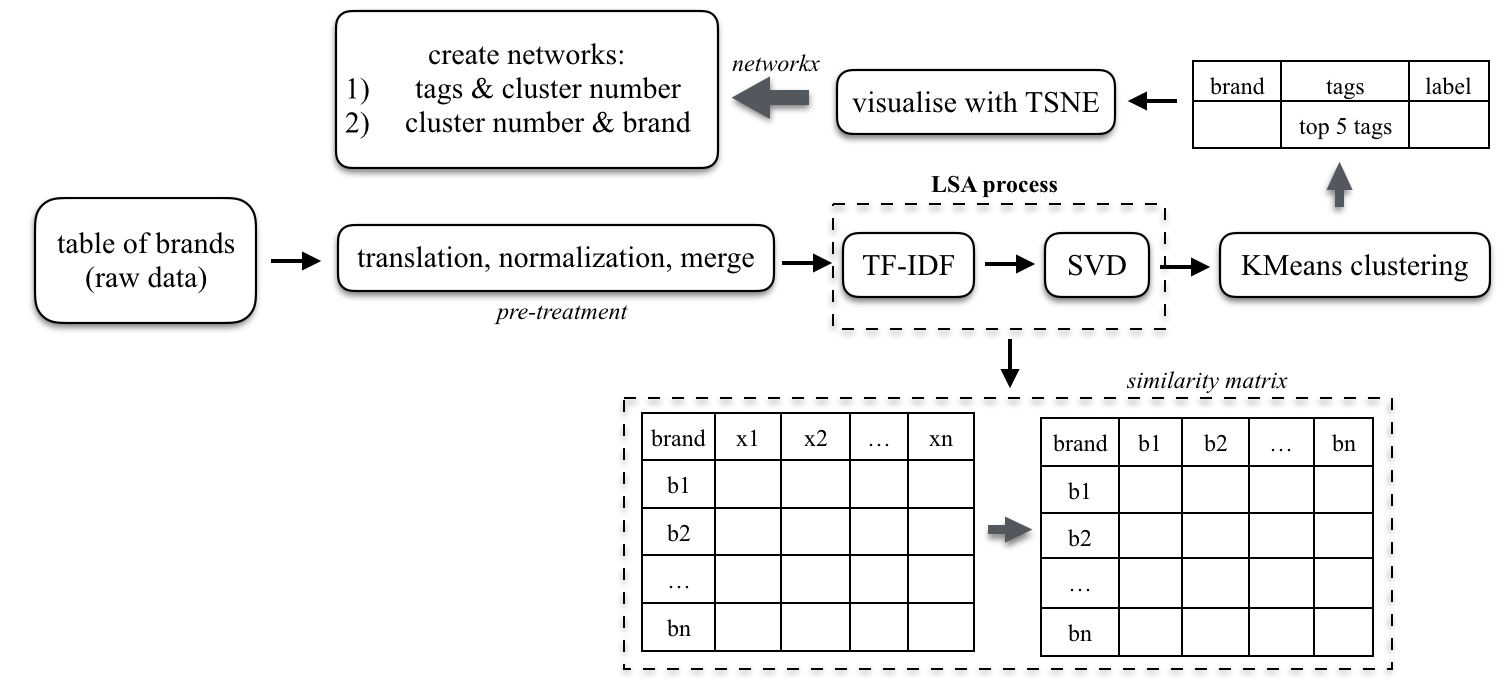 create networks:
1) tags & cluster number
2) cluster number & brand
networkx
visualise with TSNE
brand tags label
top 5 tags
table of brands
(raw data)
translation, normalization, merge
pre-treatment
LSA process
TF-IDF
SVD
KMeans clustering
similarity matrix
brand x1 x2 … xn
b1
b2
…
bn
brand b1 b2 … bn
b1
b2
…
bn